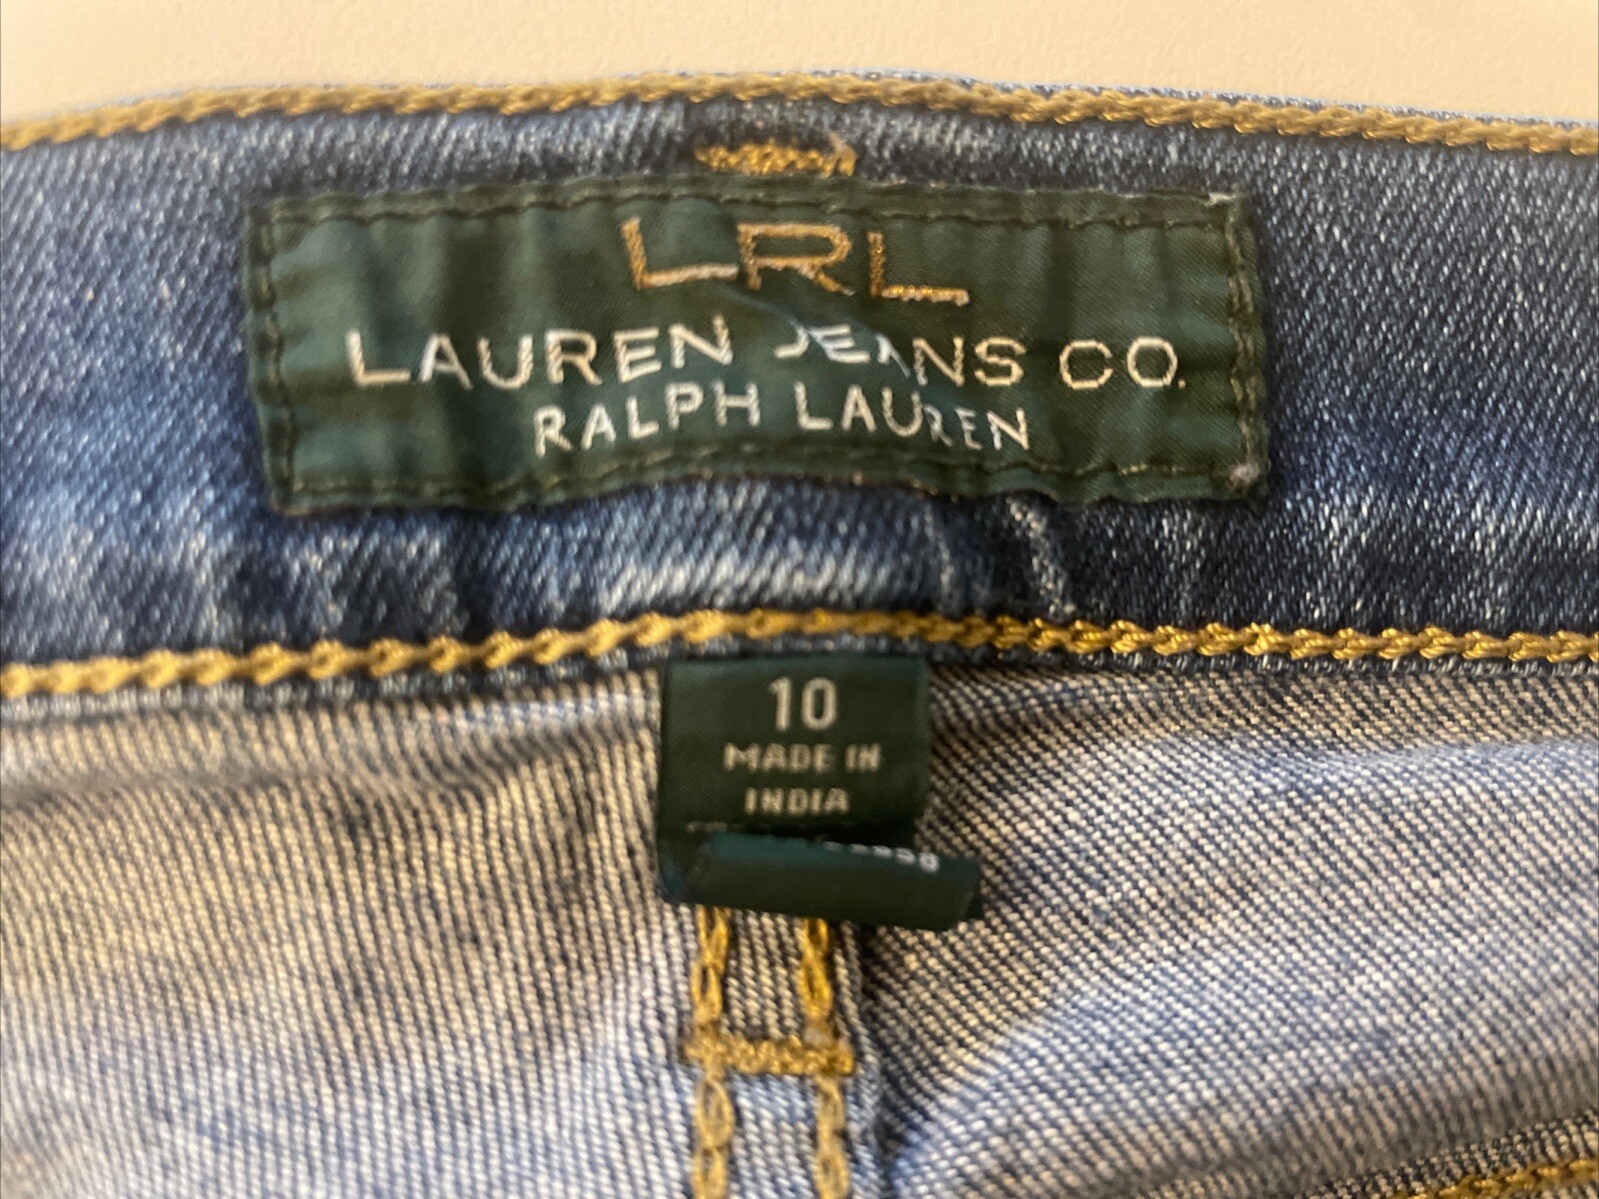 LRL
LAUREN JEANS CO.
RALPH LAUREN
10
MADE IN
INDIA